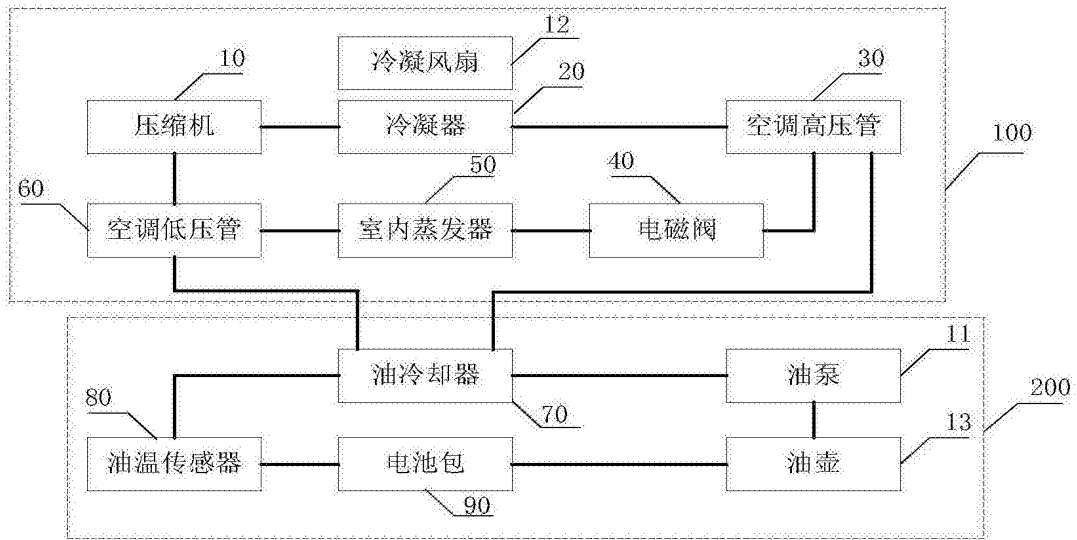 12
冷凝风扇
10
20
30
压缩机
冷凝器
空调高压管
100
60
50
40
空调低压管
室内蒸发器
电磁阀
11
油冷却器
油泵
80
70
200
13
油温传感器
电池包
油壶
90